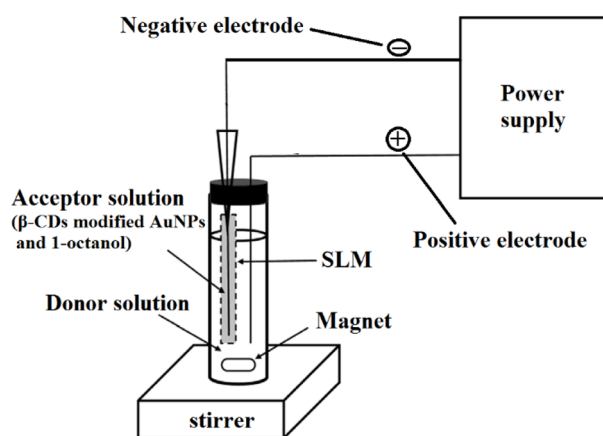 Negative electrode
−
Power
supply
+
Acceptor solution
(β-CDs modified AuNPs
and 1-octanol)
Positive electrode
SLM
Donor solution
Magnet
stirrer